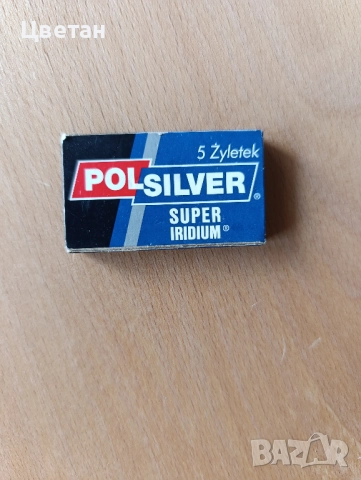 Цветан
5 Żyletek
POLSILVER®
SUPER
IRIDIUM®
BAZAR